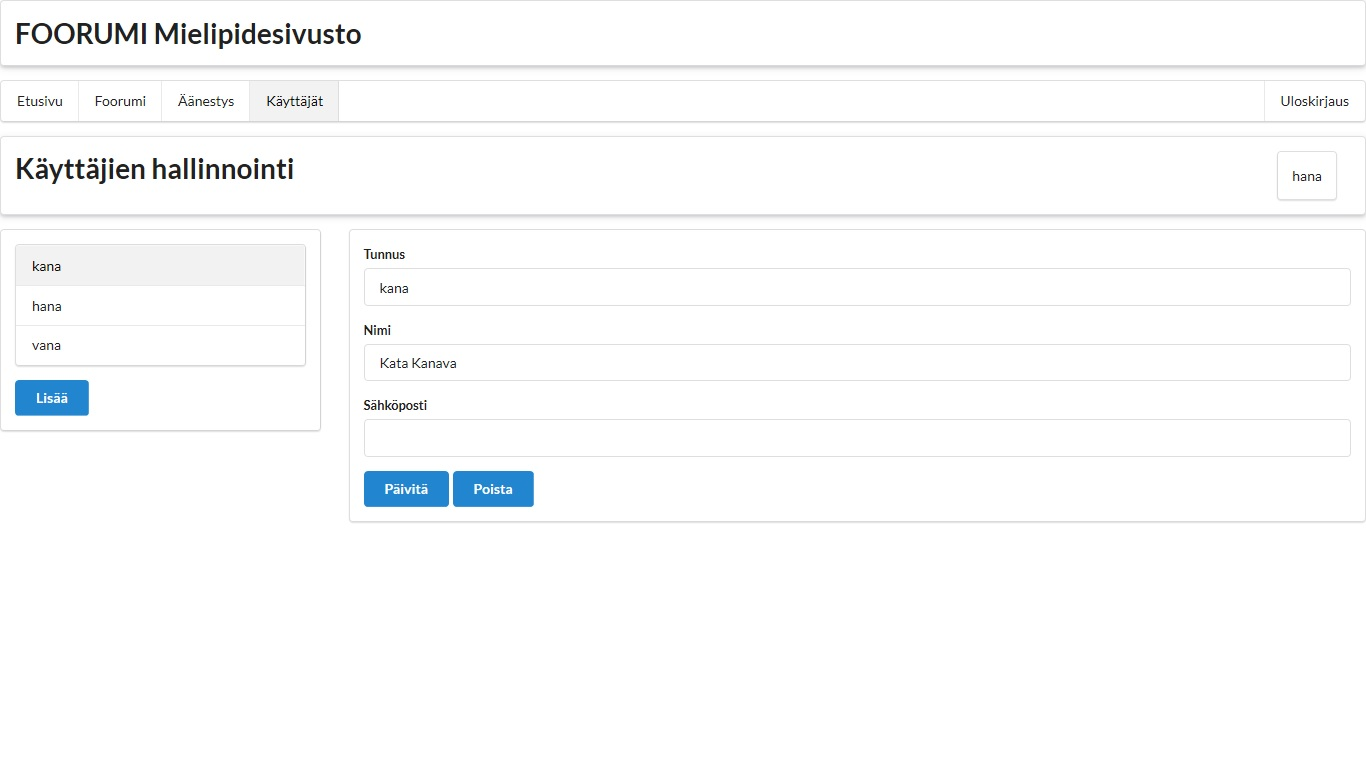 FOORUMI Mielipidesivusto
Etusivu Foorumi Äänestys Käyttäjät Uloskirjaus
Käyttäjien hallinnointi hana
kana
hana
vana
Lisää
Tunnus
kana
Nimi
Kata Kanava
Sähköposti
Päivitä Poista